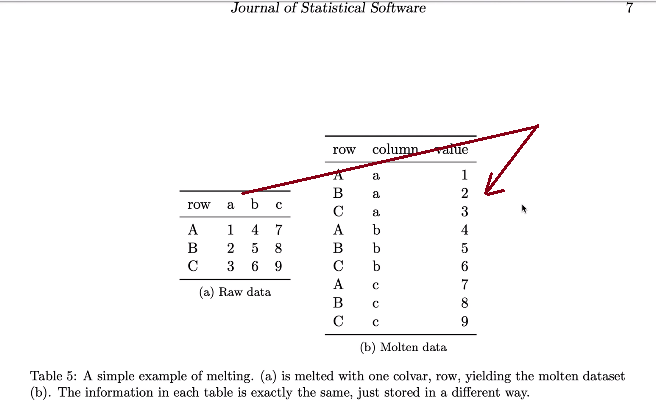 Journal of Statistical Software 7
row a b c
A 1 4 7
B 2 5 8
C 3 6 9
(a) Raw data
row column value
A a 1
B a 2
C a 3
A b 4
B b 5
C b 6
A c 7
B c 8
C c 9
(b) Molten data
Table 5: A simple example of melting. (a) is melted with one colvar, row, yielding the molten dataset
(b). The information in each table is exactly the same, just stored in a different way.